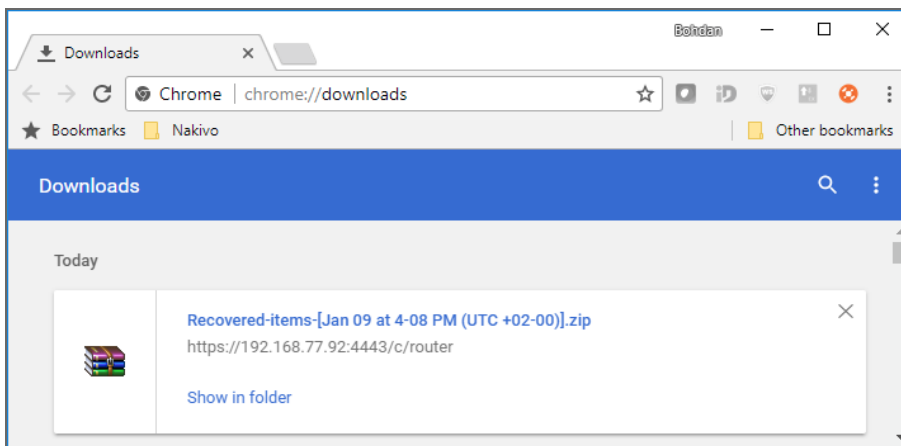 Bohdan
Downloads
Chrome chrome://downloads
Bookmarks Nakivo Other bookmarks
Downloads
Today
Recovered-items-[Jan 09 at 4-08 PM (UTC +02-00)].zip
https://192.168.77.92:4443/c/router
Show in folder